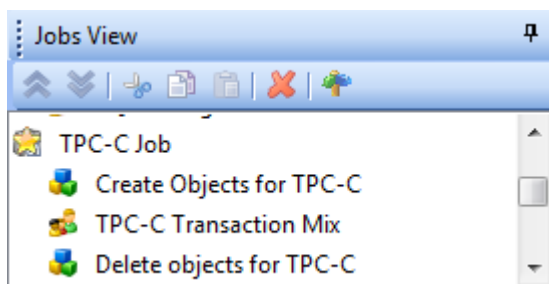 Jobs View
TPC-C Job
Create Objects for TPC-C
TPC-C Transaction Mix
Delete objects for TPC-C